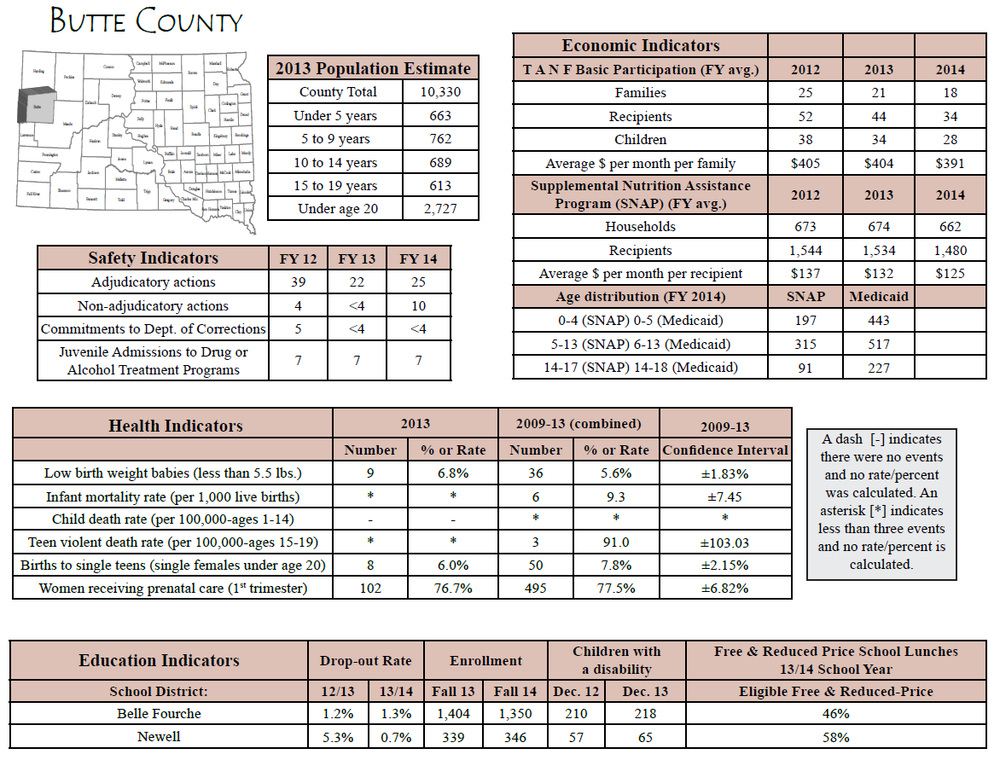 BUTTE COUNTY
Harding
Perkins
Corson
Campbell
McPherson
Brown
Marshall
Roberts
Walworth
Edmunds
Day
Butte
Ziebach
Dewey
Potter
Faulk
Spink
Clark
Codington
Grant
Hamlin
Deuel
Meade
Sully
Hyde
Hand
Lawrence
Haakon
Stanley
Hughes
Beadle
Kingsbury
Brookings
Pennington
Jones
Lyman
Buffalo
Jerauld
Sanborn
Miner
Lake
Moody
Custer
Jackson
Mellette
Brule
Aurora
Davison
Hanson
McCook
Minnehaha
Fall River
Shannon
Bennett
Todd
Tripp
Gregory
Charles Mix
Douglas
Hutchinson
Turner
Lincoln
Bon Homme
Yankton
Clay
Union
2013 Population Estimate
County Total 10,330
Under 5 years 663
5 to 9 years 762
10 to 14 years 689
15 to 19 years 613
Under age 20 2,727
Economic Indicators
T A N F Basic Participation (FY avg.) 2012 2013 2014
Families 25 21 18
Recipients 52 44 34
Children 38 34 28
Average $ per month per family $405 $404 $391
Supplemental Nutrition Assistance
Program (SNAP) (FY avg.) 2012 2013 2014
Households 673 674 662
Recipients 1,544 1,534 1,480
Average $ per month per recipient $137 $132 $125
Age distribution (FY 2014) SNAP Medicaid
0-4 (SNAP) 0-5 (Medicaid) 197 443
5-13 (SNAP) 6-13 (Medicaid) 315 517
14-17 (SNAP) 14-18 (Medicaid) 91 227
Safety Indicators FY 12 FY 13 FY 14
Adjudicatory actions 39 22 25
Non-adjudicatory actions 4 <4 10
Commitments to Dept. of Corrections 5 <4 <4
Juvenile Admissions to Drug or
Alcohol Treatment Programs 7 7 7
Health Indicators 2013 2009-13 (combined) 2009-13
Number % or Rate Number % or Rate Confidence Interval
Low birth weight babies (less than 5.5 lbs.) 9 6.8% 36 5.6% ±1.83%
Infant mortality rate (per 1,000 live births) * * 6 9.3 ±7.45
Child death rate (per 100,000-ages 1-14) - - * * *
Teen violent death rate (per 100,000-ages 15-19) * * 3 91.0 ±103.03
Births to single teens (single females under age 20) 8 6.0% 50 7.8% ±2.15%
Women receiving prenatal care (1st trimester) 102 76.7% 495 77.5% ±6.82%
A dash [-] indicates
there were no events
and no rate/percent
was calculated. An
asterisk [*] indicates
less than three events
and no rate/percent is
calculated.
Education Indicators Drop-out Rate Enrollment Children with
a disability Free & Reduced Price School Lunches
13/14 School Year
School District: 12/13 13/14 Fall 13 Fall 14 Dec. 12 Dec. 13 Eligible Free & Reduced-Price
Belle Fourche 1.2% 1.3% 1,404 1,350 210 218 46%
Newell 5.3% 0.7% 339 346 57 65 58%